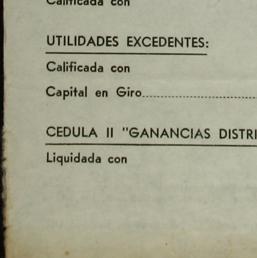 Calificada con
UTILIDADES EXCEDENTES:
Calificada con
Capital en Giro
CEDULA II "GANANCIAS DISTRI
Liquidada con